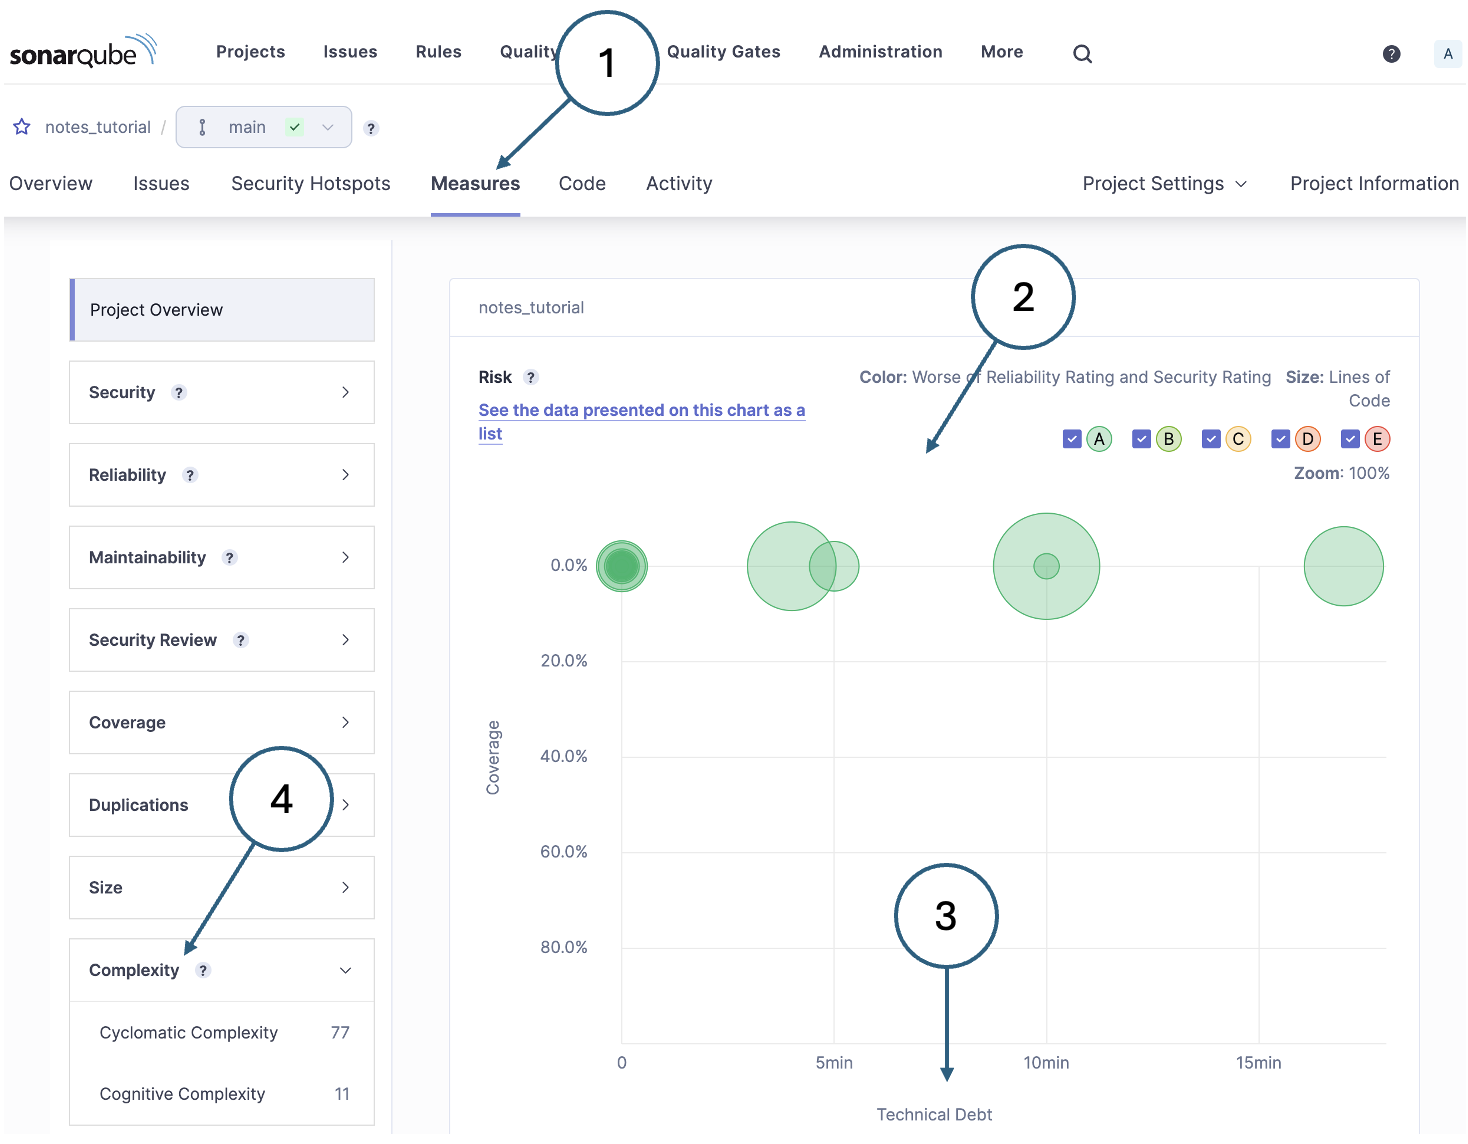 sonarqube Projects Issues Rules Quality Quality Gates Administration More ? A
1
notes_tutorial / main ?
Overview Issues Security Hotspots Measures Code Activity Project Settings Project Information
Project Overview
Security ?
Reliability ?
Maintainability ?
Security Review ?
Coverage
Duplications
4
Size
Complexity ?
Cyclomatic Complexity 77
Cognitive Complexity 11
notes_tutorial
2
Risk ?
See the data presented on this chart as a
list
Color: Worse of Reliability Rating and Security Rating Size: Lines of
Code
A B C D E
Zoom: 100%
0.0%
20.0%
40.0%
60.0%
80.0%
Coverage
3
0 5min 10min 15min
Technical Debt